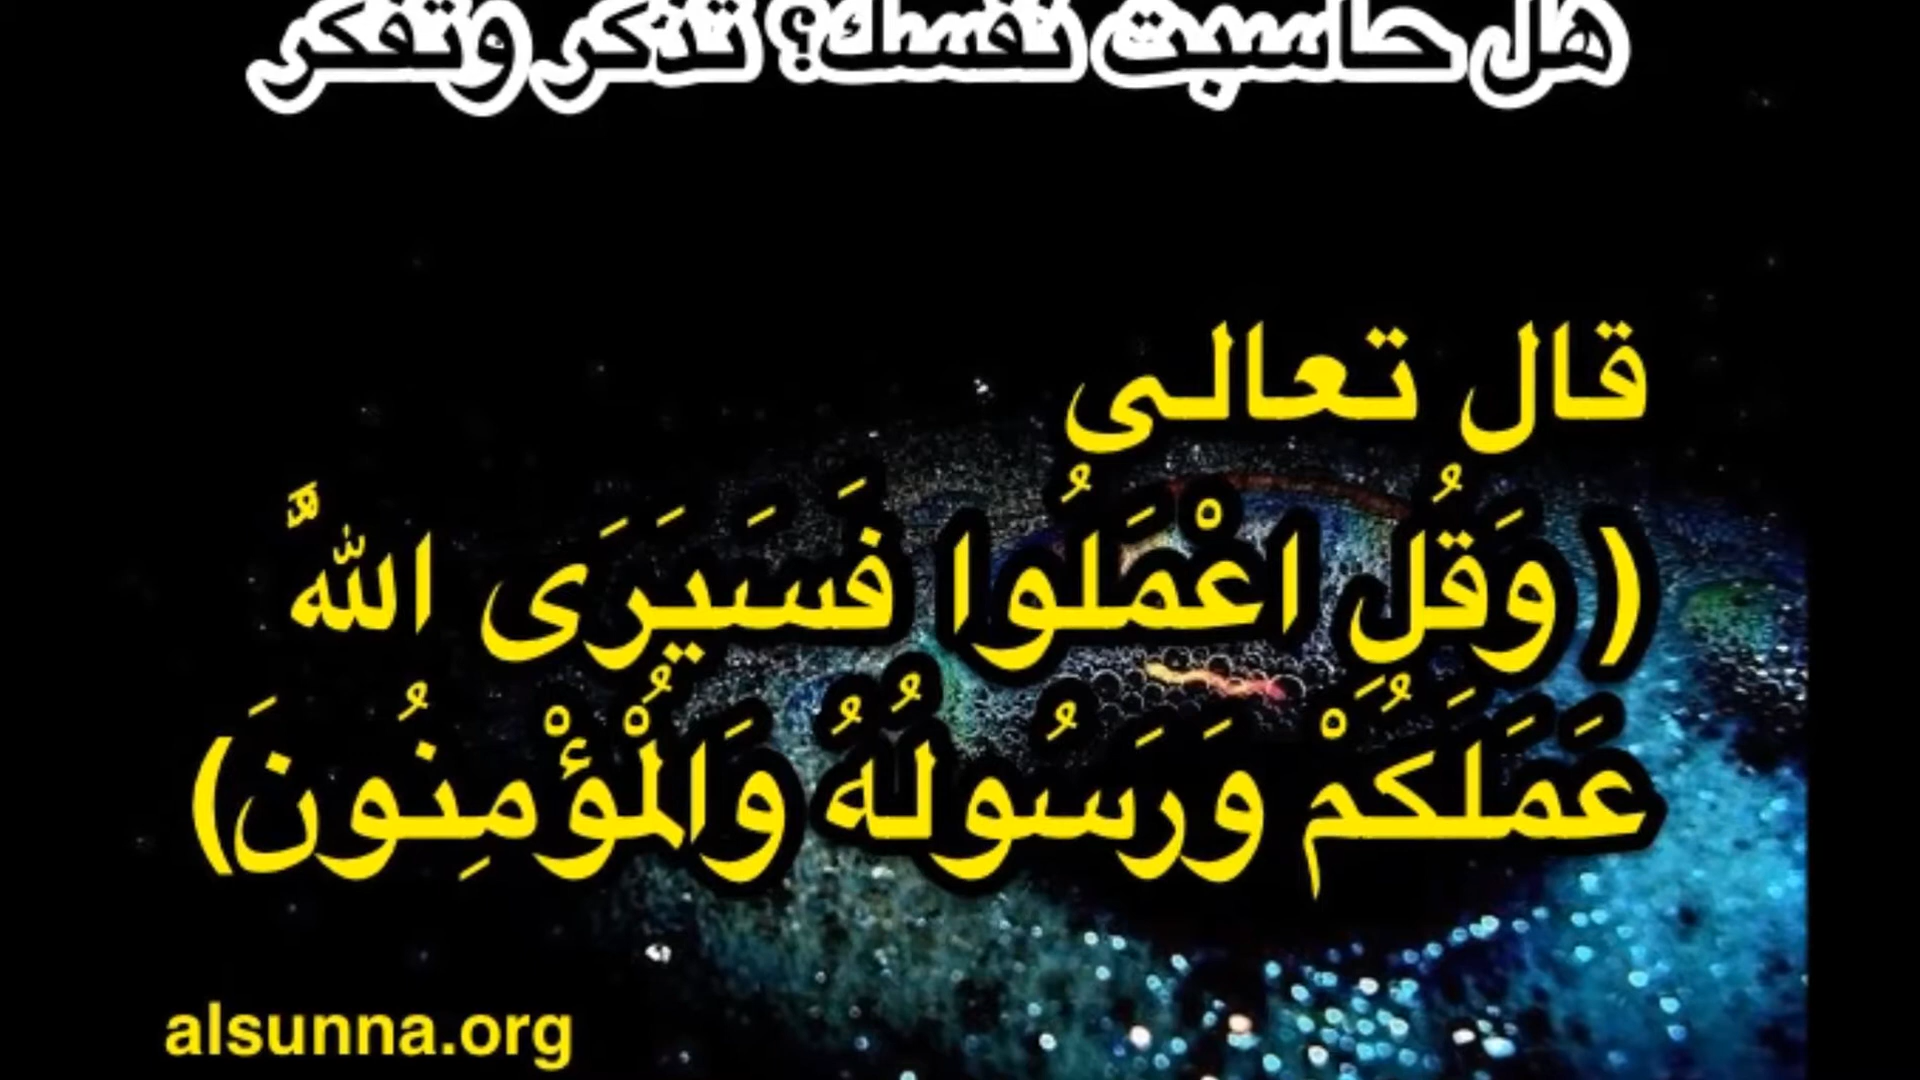 هل حاسبت نفسك؟ تذكر وتفكر
قال تعالى
( وَقُلِ اعْمَلُوا فَسَيَرَى اللَّهُ
عَمَلَكُمْ وَرَسُولُهُ وَالْمُؤْمِنُونَ)
alsunna.org